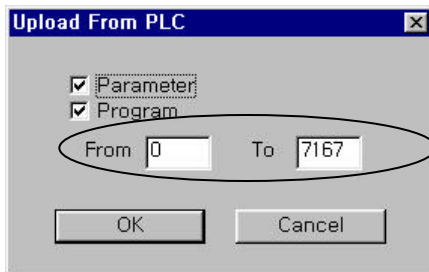 Upload From PLC
Parameter
Program
From 0 To 7167
OK Cancel